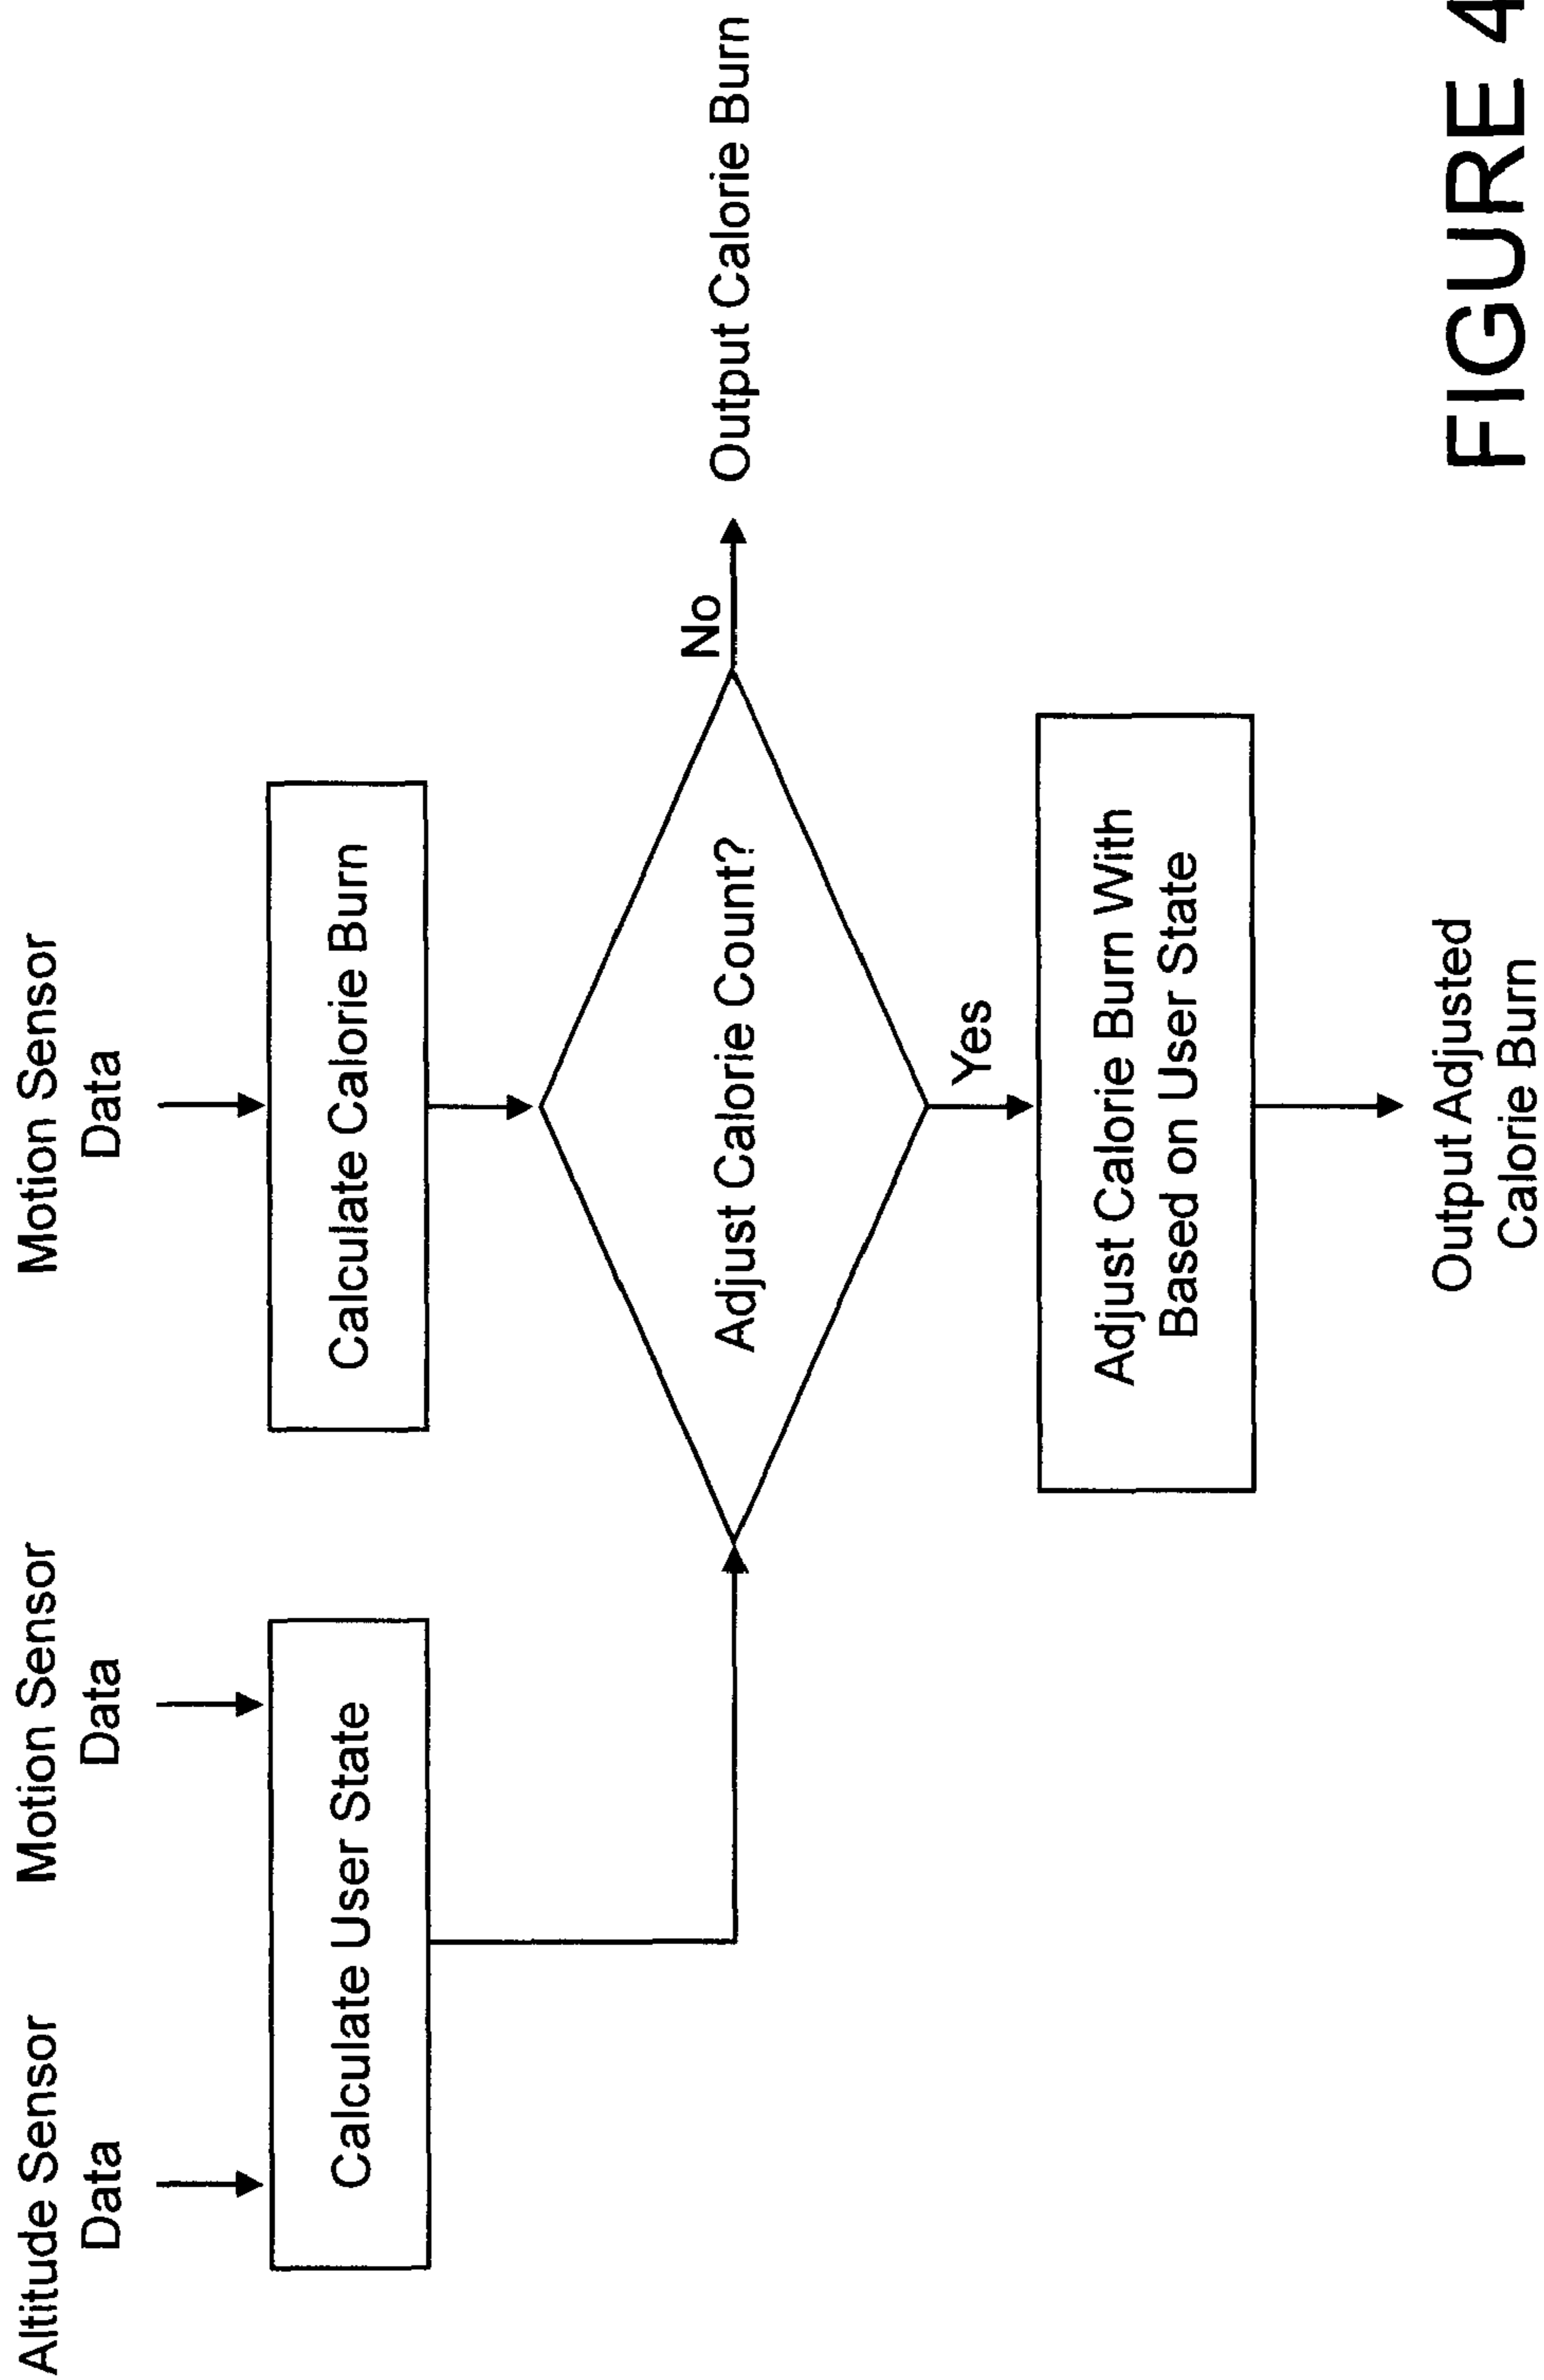 Altitude Sensor
Data
Motion Sensor
Data
Motion Sensor
Data
Calculate User State
Calculate Calorie Burn
Adjust Calorie Count?
No
Output Calorie Burn
Yes
Adjust Calorie Burn With
Based on User State
Output Adjusted
Calorie Burn
FIGURE 4